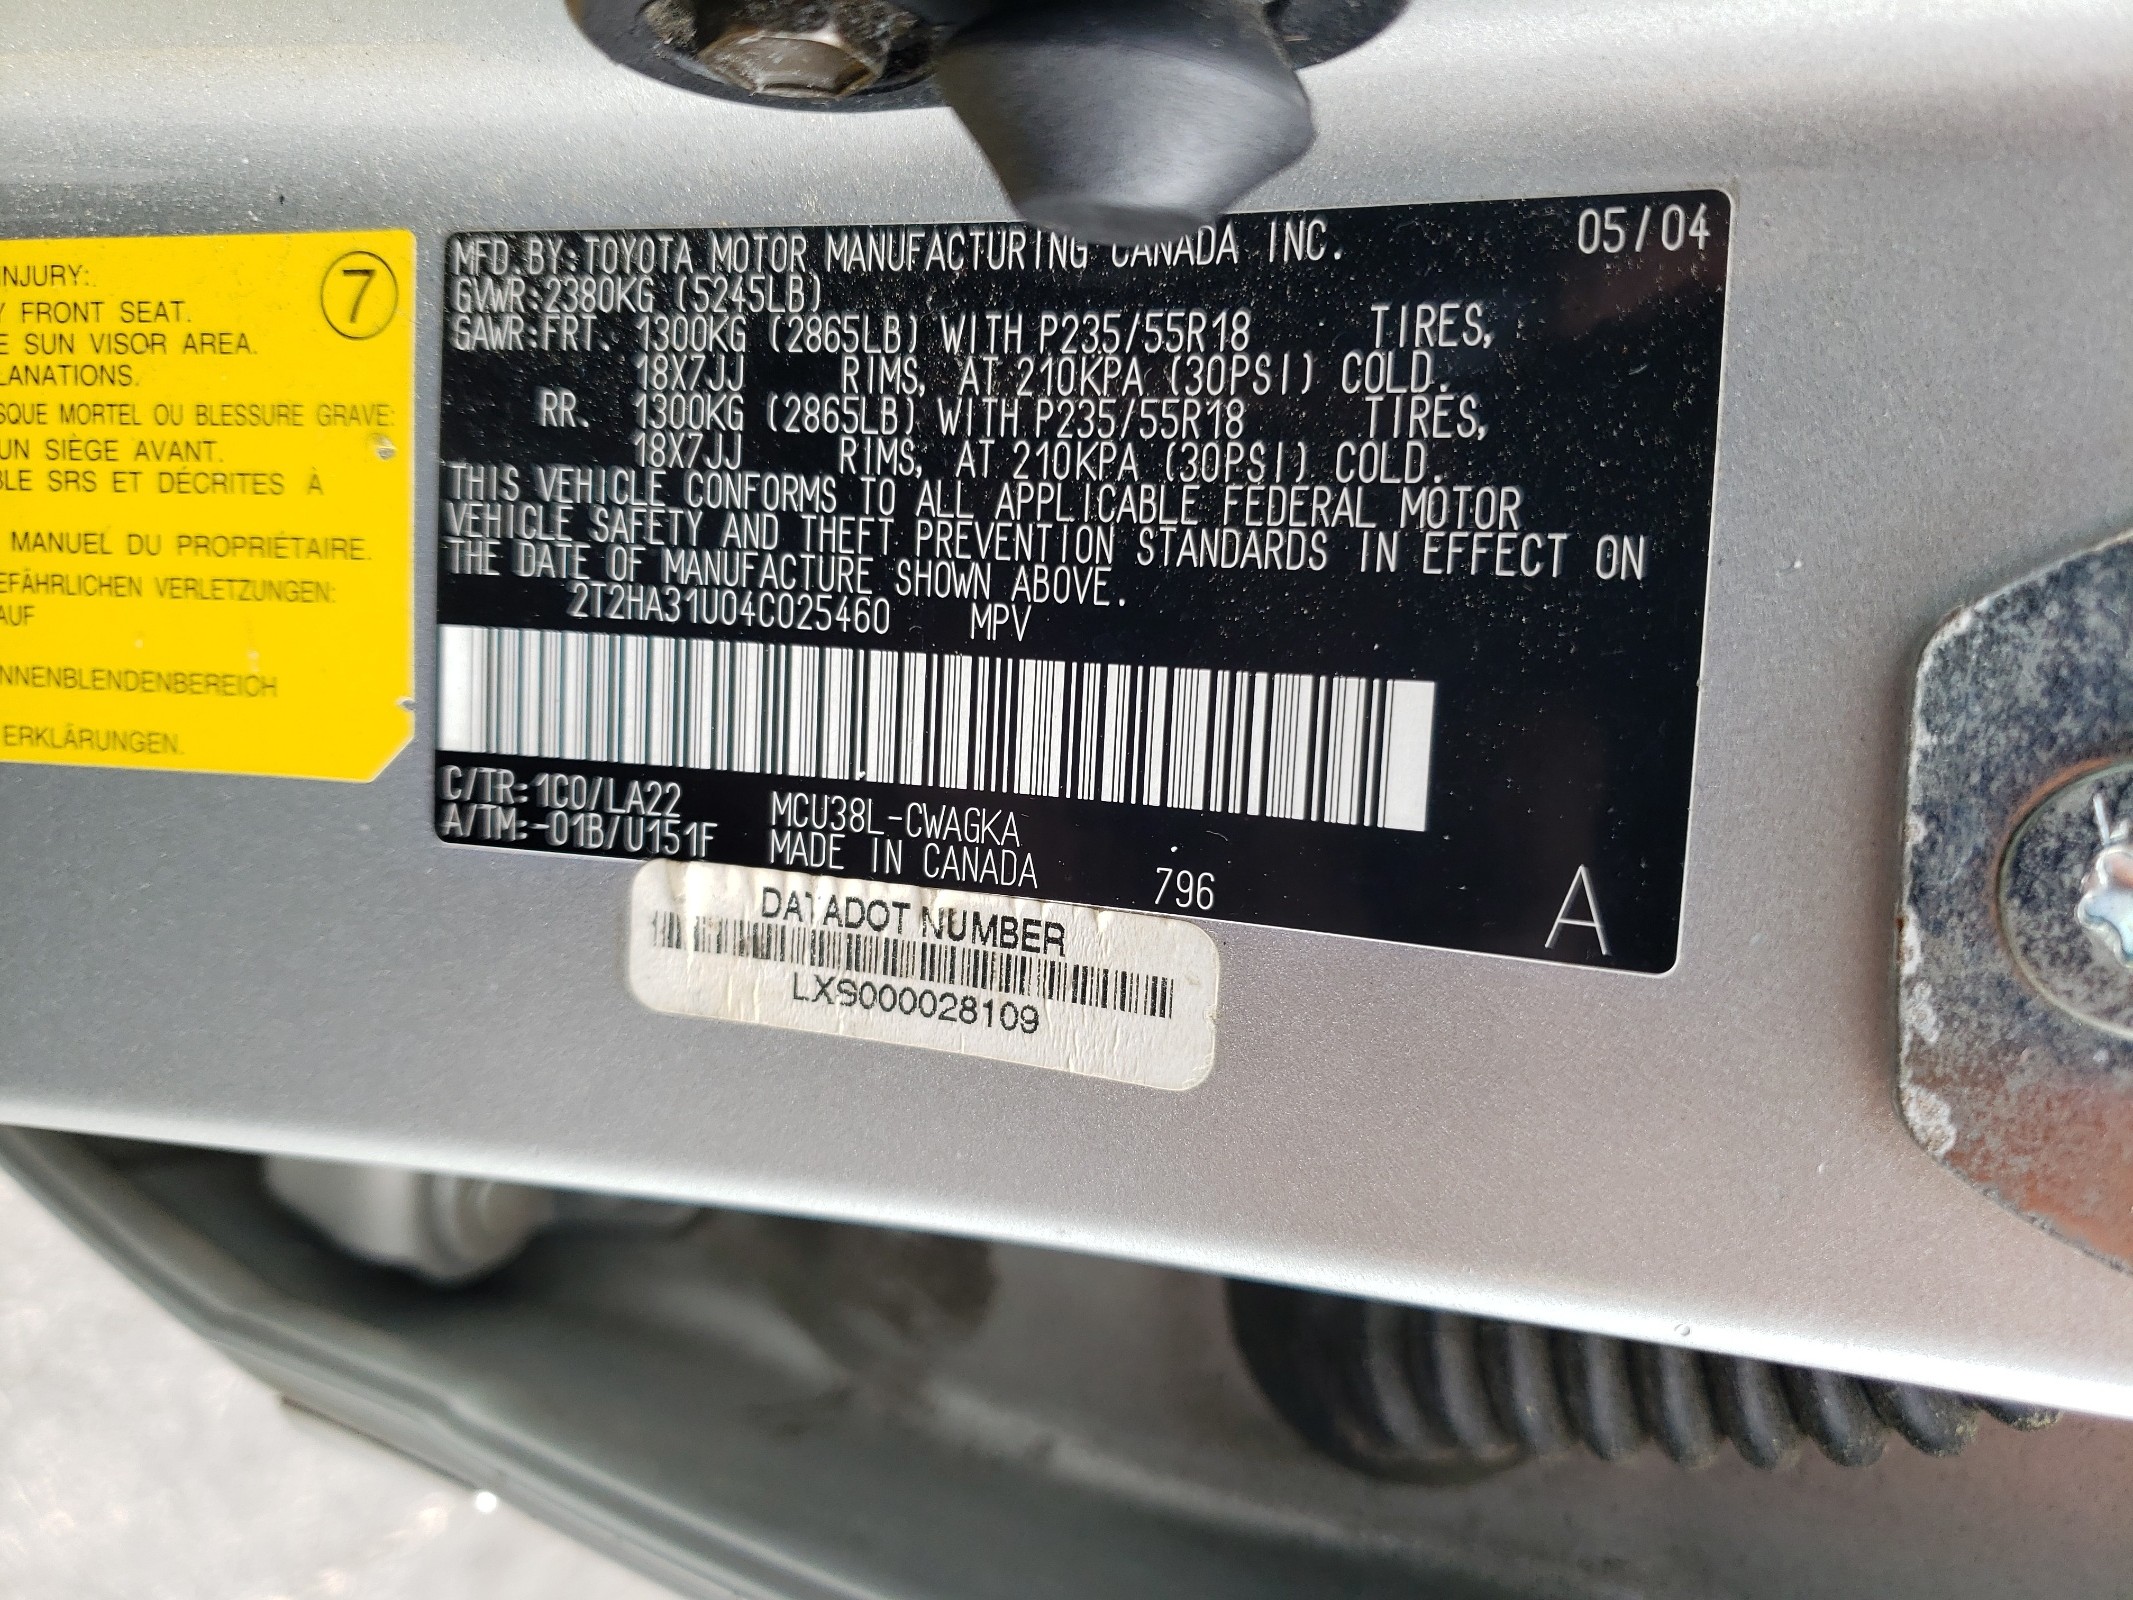 INJURY:
7
FRONT SEAT.
SUN VISOR AREA.
MORTEL OU BLESSURE GRAVE:
UN SIÈGE AVANT.
SRS ET DÉCRITES À
MANUEL DU PROPRIÉTAIRE.
VERLETZUNGEN:
AUF
ERKLÄRUNGEN.
MFD. BY: TOYOTA MOTOR MANUFACTURING CANADA INC. 05/04
GVWR: 2380KG (5245LB)
GAWR: FRT. 1300KG (2865LB) WITH P235/55R18 TIRES,
18X7JJ RIMS, AT 210KPA (30PSI) COLD.
RR. 1300KG (2865LB) WITH P235/55R18 TIRES,
18X7JJ RIMS, AT 210KPA (30PSI) COLD.
THIS VEHICLE CONFORMS TO ALL APPLICABLE FEDERAL MOTOR
VEHICLE SAFETY AND THEFT PREVENTION STANDARDS IN EFFECT ON
THE DATE OF MANUFACTURE SHOWN ABOVE.
2T2HA31U04C025460 MPV
C/TR: 1C0/LA22 MCU38L-CWAGKA
A/TM: -01B/U151F MADE IN CANADA 796 A
DATADOT NUMBER
LXS000028109